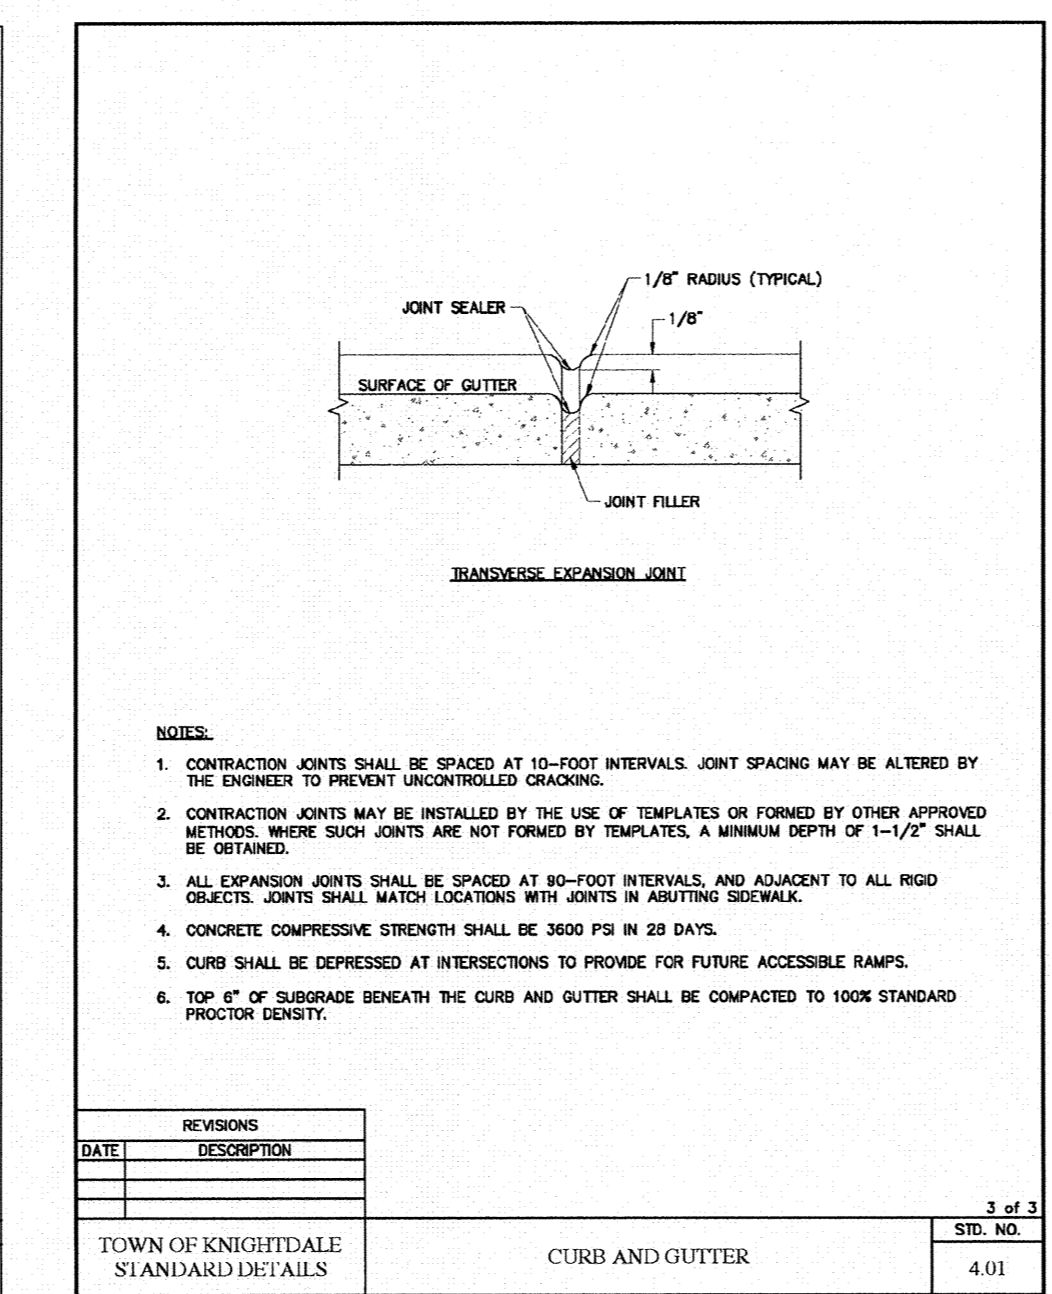 1/8" RADIUS (TYPICAL)
JOINT SEALER
1/8"
SURFACE OF GUTTER
JOINT FILLER
TRANSVERSE EXPANSION JOINT
NOTES:
1. CONTRACTION JOINTS SHALL BE SPACED AT 10-FOOT INTERVALS. JOINT SPACING MAY BE ALTERED BY
THE ENGINEER TO PREVENT UNCONTROLLED CRACKING.
2. CONTRACTION JOINTS MAY BE INSTALLED BY THE USE OF TEMPLATES OR FORMED BY OTHER APPROVED
METHODS. WHERE SUCH JOINTS ARE NOT FORMED BY TEMPLATES, A MINIMUM DEPTH OF 1-1/2" SHALL
BE OBTAINED.
3. ALL EXPANSION JOINTS SHALL BE SPACED AT 90-FOOT INTERVALS, AND ADJACENT TO ALL RIGID
OBJECTS. JOINTS SHALL MATCH LOCATIONS WITH JOINTS IN ABUTTING SIDEWALK.
4. CONCRETE COMPRESSIVE STRENGTH SHALL BE 3600 PSI IN 28 DAYS.
5. CURB SHALL BE DEPRESSED AT INTERSECTIONS TO PROVIDE FOR FUTURE ACCESSIBLE RAMPS.
6. TOP 6" OF SUBGRADE BENEATH THE CURB AND GUTTER SHALL BE COMPACTED TO 100% STANDARD
PROCTOR DENSITY.
REVISIONS
DATE DESCRIPTION
3 of 3
TOWN OF KNIGHTDALE
STANDARD DETAILS
CURB AND GUTTER
STD. NO.
4.01